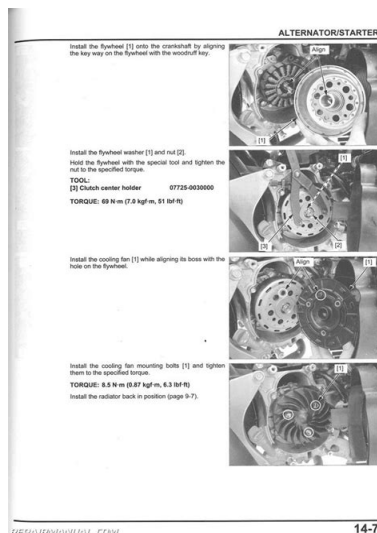 ALTERNATOR/STARTER
Install the flywheel [1] onto the crankshaft by aligning
the key way on the flywheel with the woodruff key.
Align
[1]
Install the flywheel washer [1] and nut [2].
Hold the flywheel with the special tool and tighten the
nut to the specified torque.
TOOL:
[3] Clutch center holder 07725-0030000
TORQUE: 69 N·m (7.0 kgf·m, 51 lbf·ft)
[1]
[3]
[2]
Install the cooling fan [1] while aligning its boss with the
hole on the flywheel.
Align
[1]
Install the cooling fan mounting bolts [1] and tighten
them to the specified torque.
TORQUE: 8.5 N·m (0.87 kgf·m, 6.3 lbf·ft)
Install the radiator back in position (page 9-7).
[1]
14-7